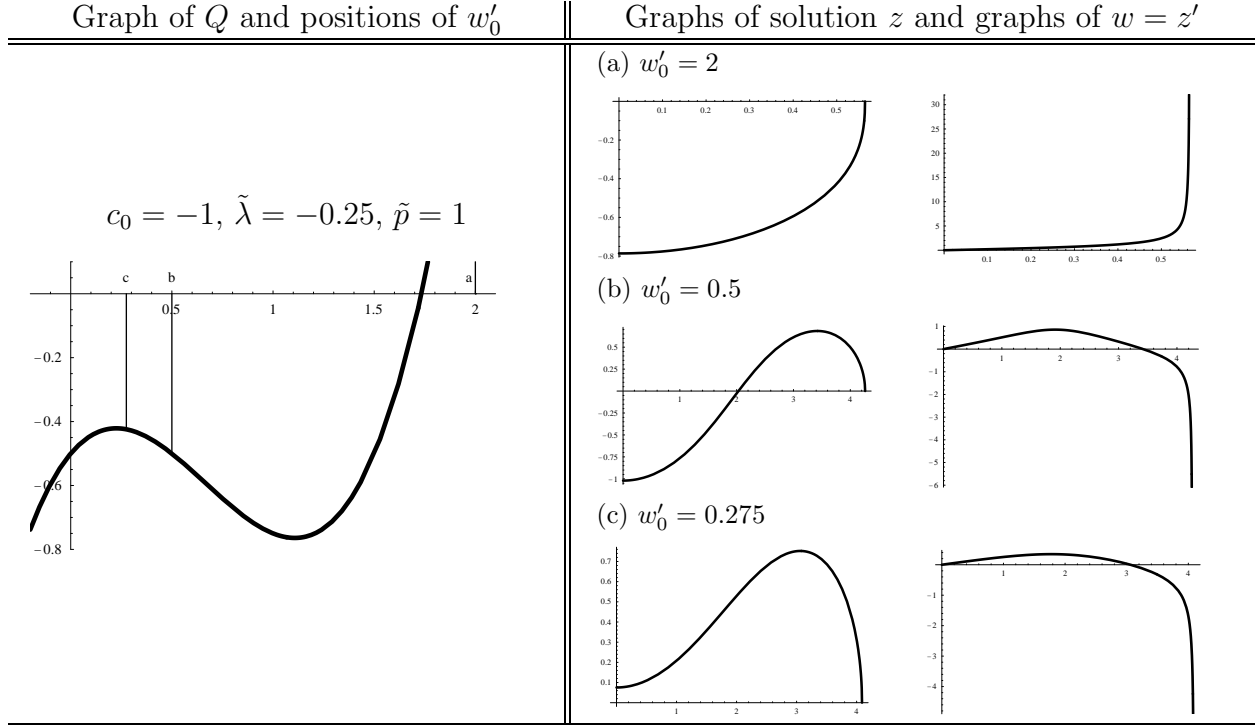 Graph of Q and positions of w′₀
Graphs of solution z and graphs of w = z′
c₀ = −1, λ̃ = −0.25, p̃ = 1
c b a
0.5 1 1.5 2
−0.2
−0.4
−0.6
−0.8
(a) w′₀ = 2
0.1 0.2 0.3 0.4 0.5
−0.2
−0.4
−0.6
−0.8
30
25
20
15
10
5
0.1 0.2 0.3 0.4 0.5
(b) w′₀ = 0.5
0.5
0.25
1 2 3 4
−0.25
−0.5
−0.75
−1
1
1 2 3 4
−1
−2
−3
−4
−5
−6
(c) w′₀ = 0.275
0.7
0.6
0.5
0.4
0.3
0.2
0.1
1 2 3 4
1 2 3 4
−1
−2
−3
−4